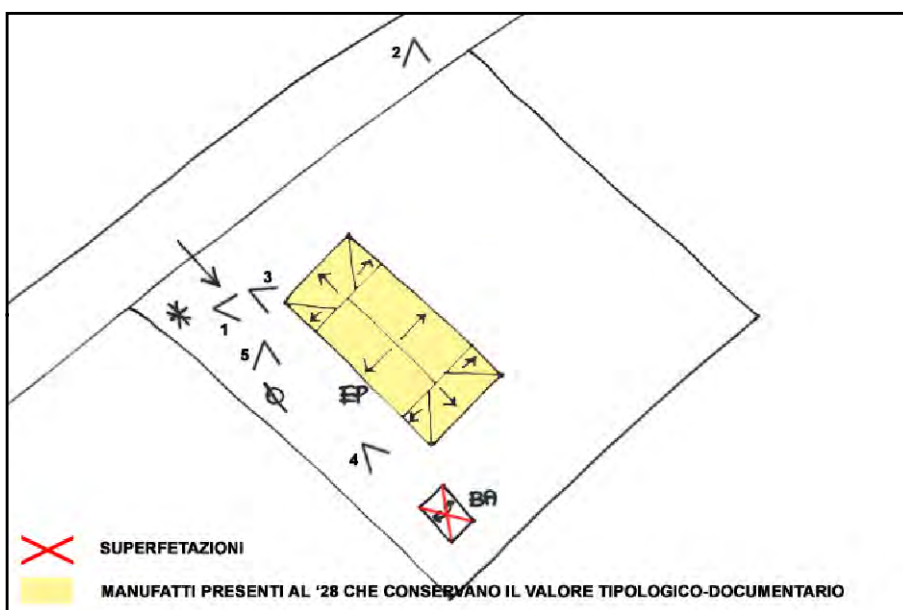 2
3
1
5
EP
4
BA
SUPERFETAZIONI
MANUFATTI PRESENTI AL '28 CHE CONSERVANO IL VALORE TIPOLOGICO-DOCUMENTARIO